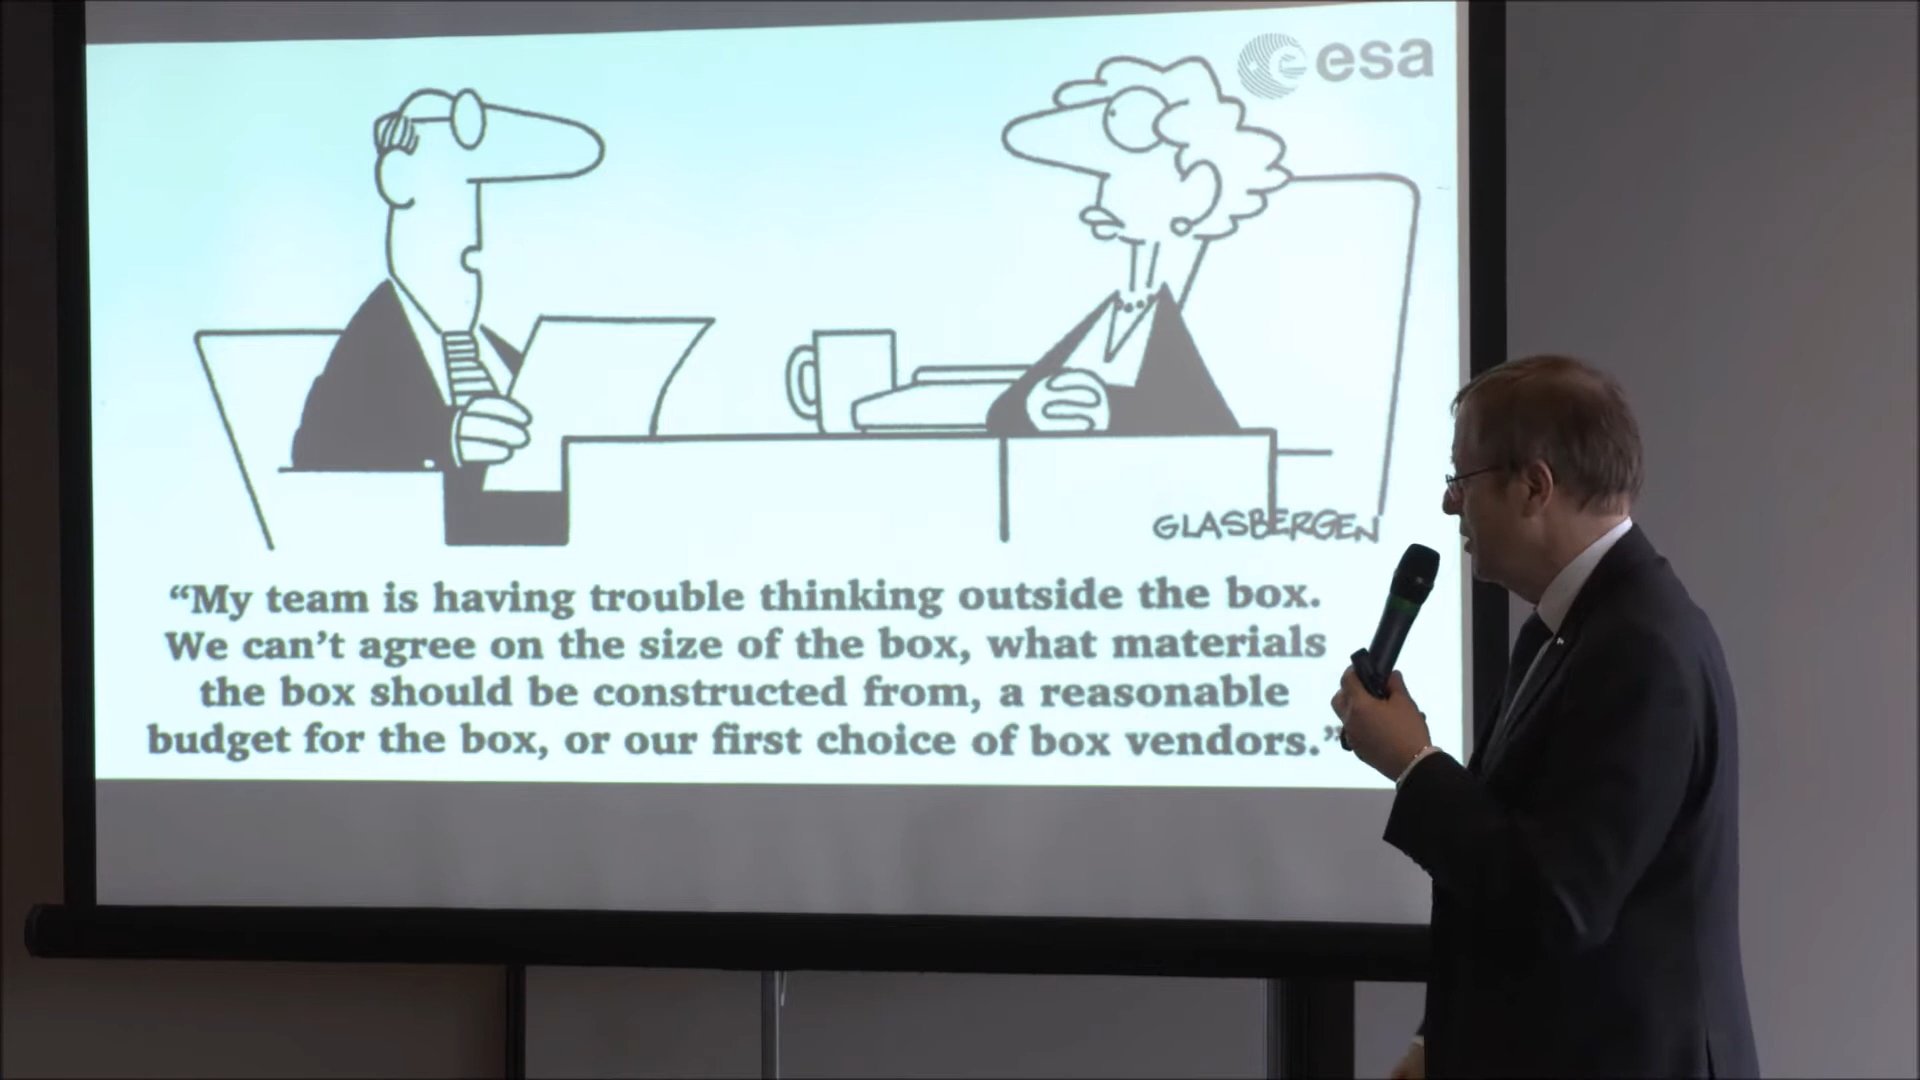 esa
GLASBERGEN
“My team is having trouble thinking outside the box.
We can’t agree on the size of the box, what materials
the box should be constructed from, a reasonable
budget for the box, or our first choice of box vendors.”